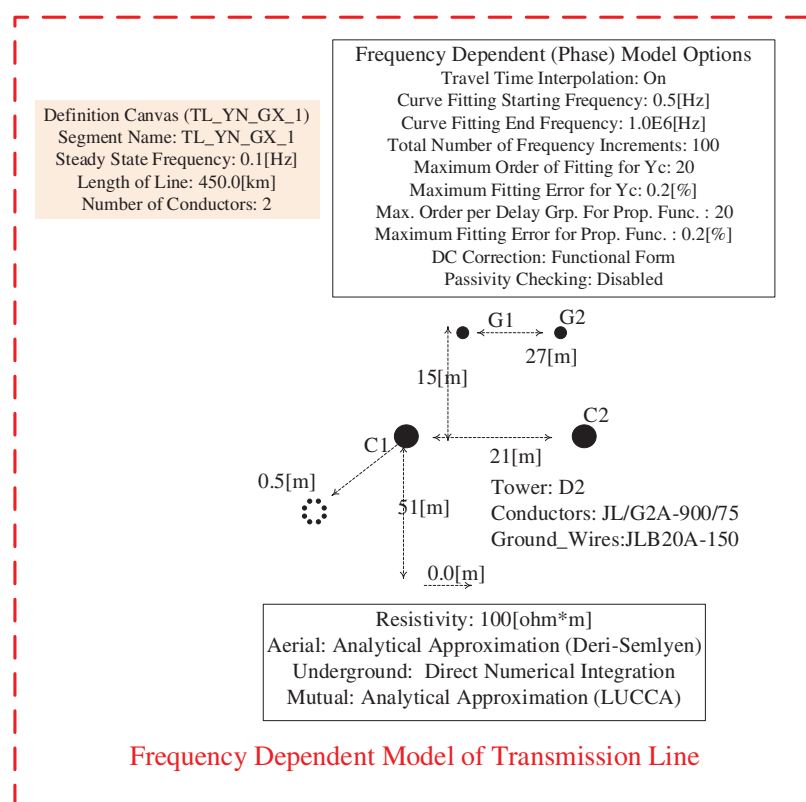 Frequency Dependent (Phase) Model Options
Travel Time Interpolation: On
Curve Fitting Starting Frequency: 0.5[Hz]
Curve Fitting End Frequency: 1.0E6[Hz]
Total Number of Frequency Increments: 100
Maximum Order of Fitting for Yc: 20
Maximum Fitting Error for Yc: 0.2[%]
Max. Order per Delay Grp. For Prop. Func. : 20
Maximum Fitting Error for Prop. Func. : 0.2[%]
DC Correction: Functional Form
Passivity Checking: Disabled
Definition Canvas (TL_YN_GX_1)
Segment Name: TL_YN_GX_1
Steady State Frequency: 0.1[Hz]
Length of Line: 450.0[km]
Number of Conductors: 2
G1
G2
27[m]
15[m]
C1
C2
21[m]
0.5[m]
51[m]
0.0[m]
Tower: D2
Conductors: JL/G2A-900/75
Ground_Wires:JLB20A-150
Resistivity: 100[ohm*m]
Aerial: Analytical Approximation (Deri-Semlyen)
Underground: Direct Numerical Integration
Mutual: Analytical Approximation (LUCCA)
Frequency Dependent Model of Transmission Line